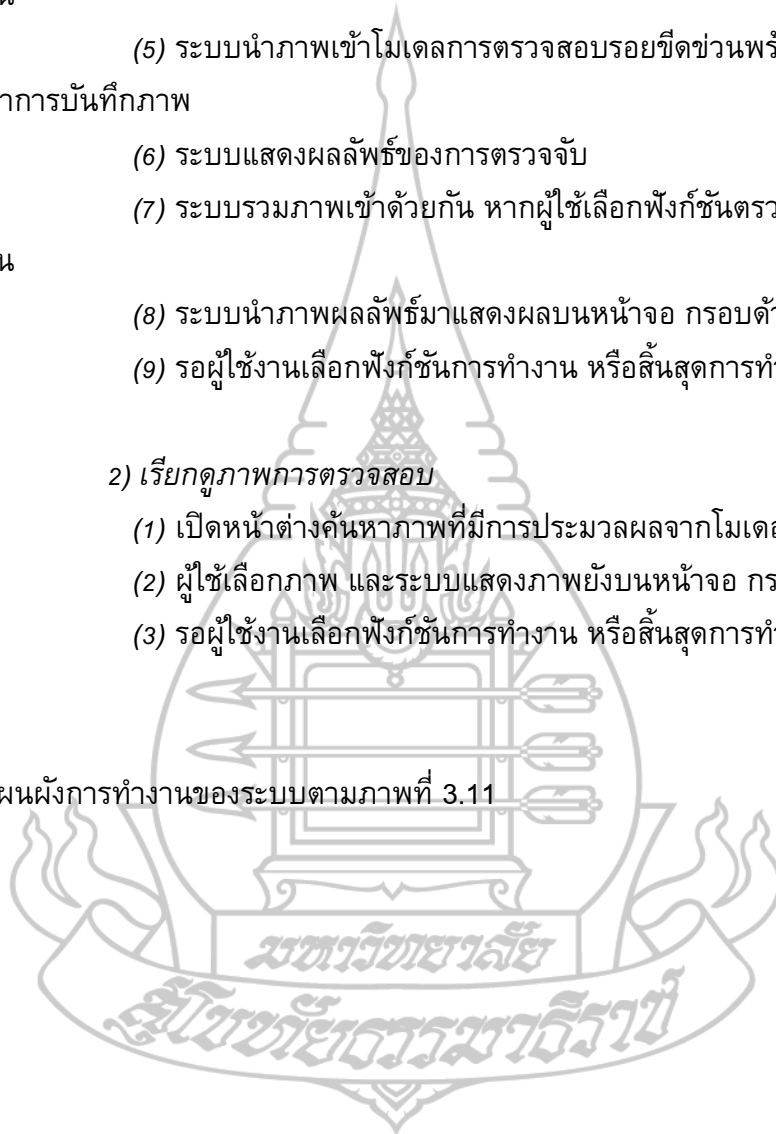 (5) ระบบนำภาพเข้าโมเดลการตรวจสอบรอยขีดข่วนพร้
าการบันทึกภาพ
(6) ระบบแสดงผลลัพธ์ของการตรวจจับ
(7) ระบบรวมภาพเข้าด้วยกัน หากผู้ใช้เลือกฟังก์ชันตรว
น
(8) ระบบนำภาพผลลัพธ์มาแสดงผลบนหน้าจอ กรอบด้า
(9) รอผู้ใช้งานเลือกฟังก์ชันการทำงาน หรือสิ้นสุดการทำ
2) เรียกดูภาพการตรวจสอบ
(1) เปิดหน้าต่างค้นหาภาพที่มีการประมวลผลจากโมเดล
(2) ผู้ใช้เลือกภาพ และระบบแสดงภาพยังบนหน้าจอ กร
(3) รอผู้ใช้งานเลือกฟังก์ชันการทำงาน หรือสิ้นสุดการทำ
ผนผังการทำงานของระบบตามภาพที่ 3.11
มหาวิทยาลัย
สุโขทัยธรรมาธิราช